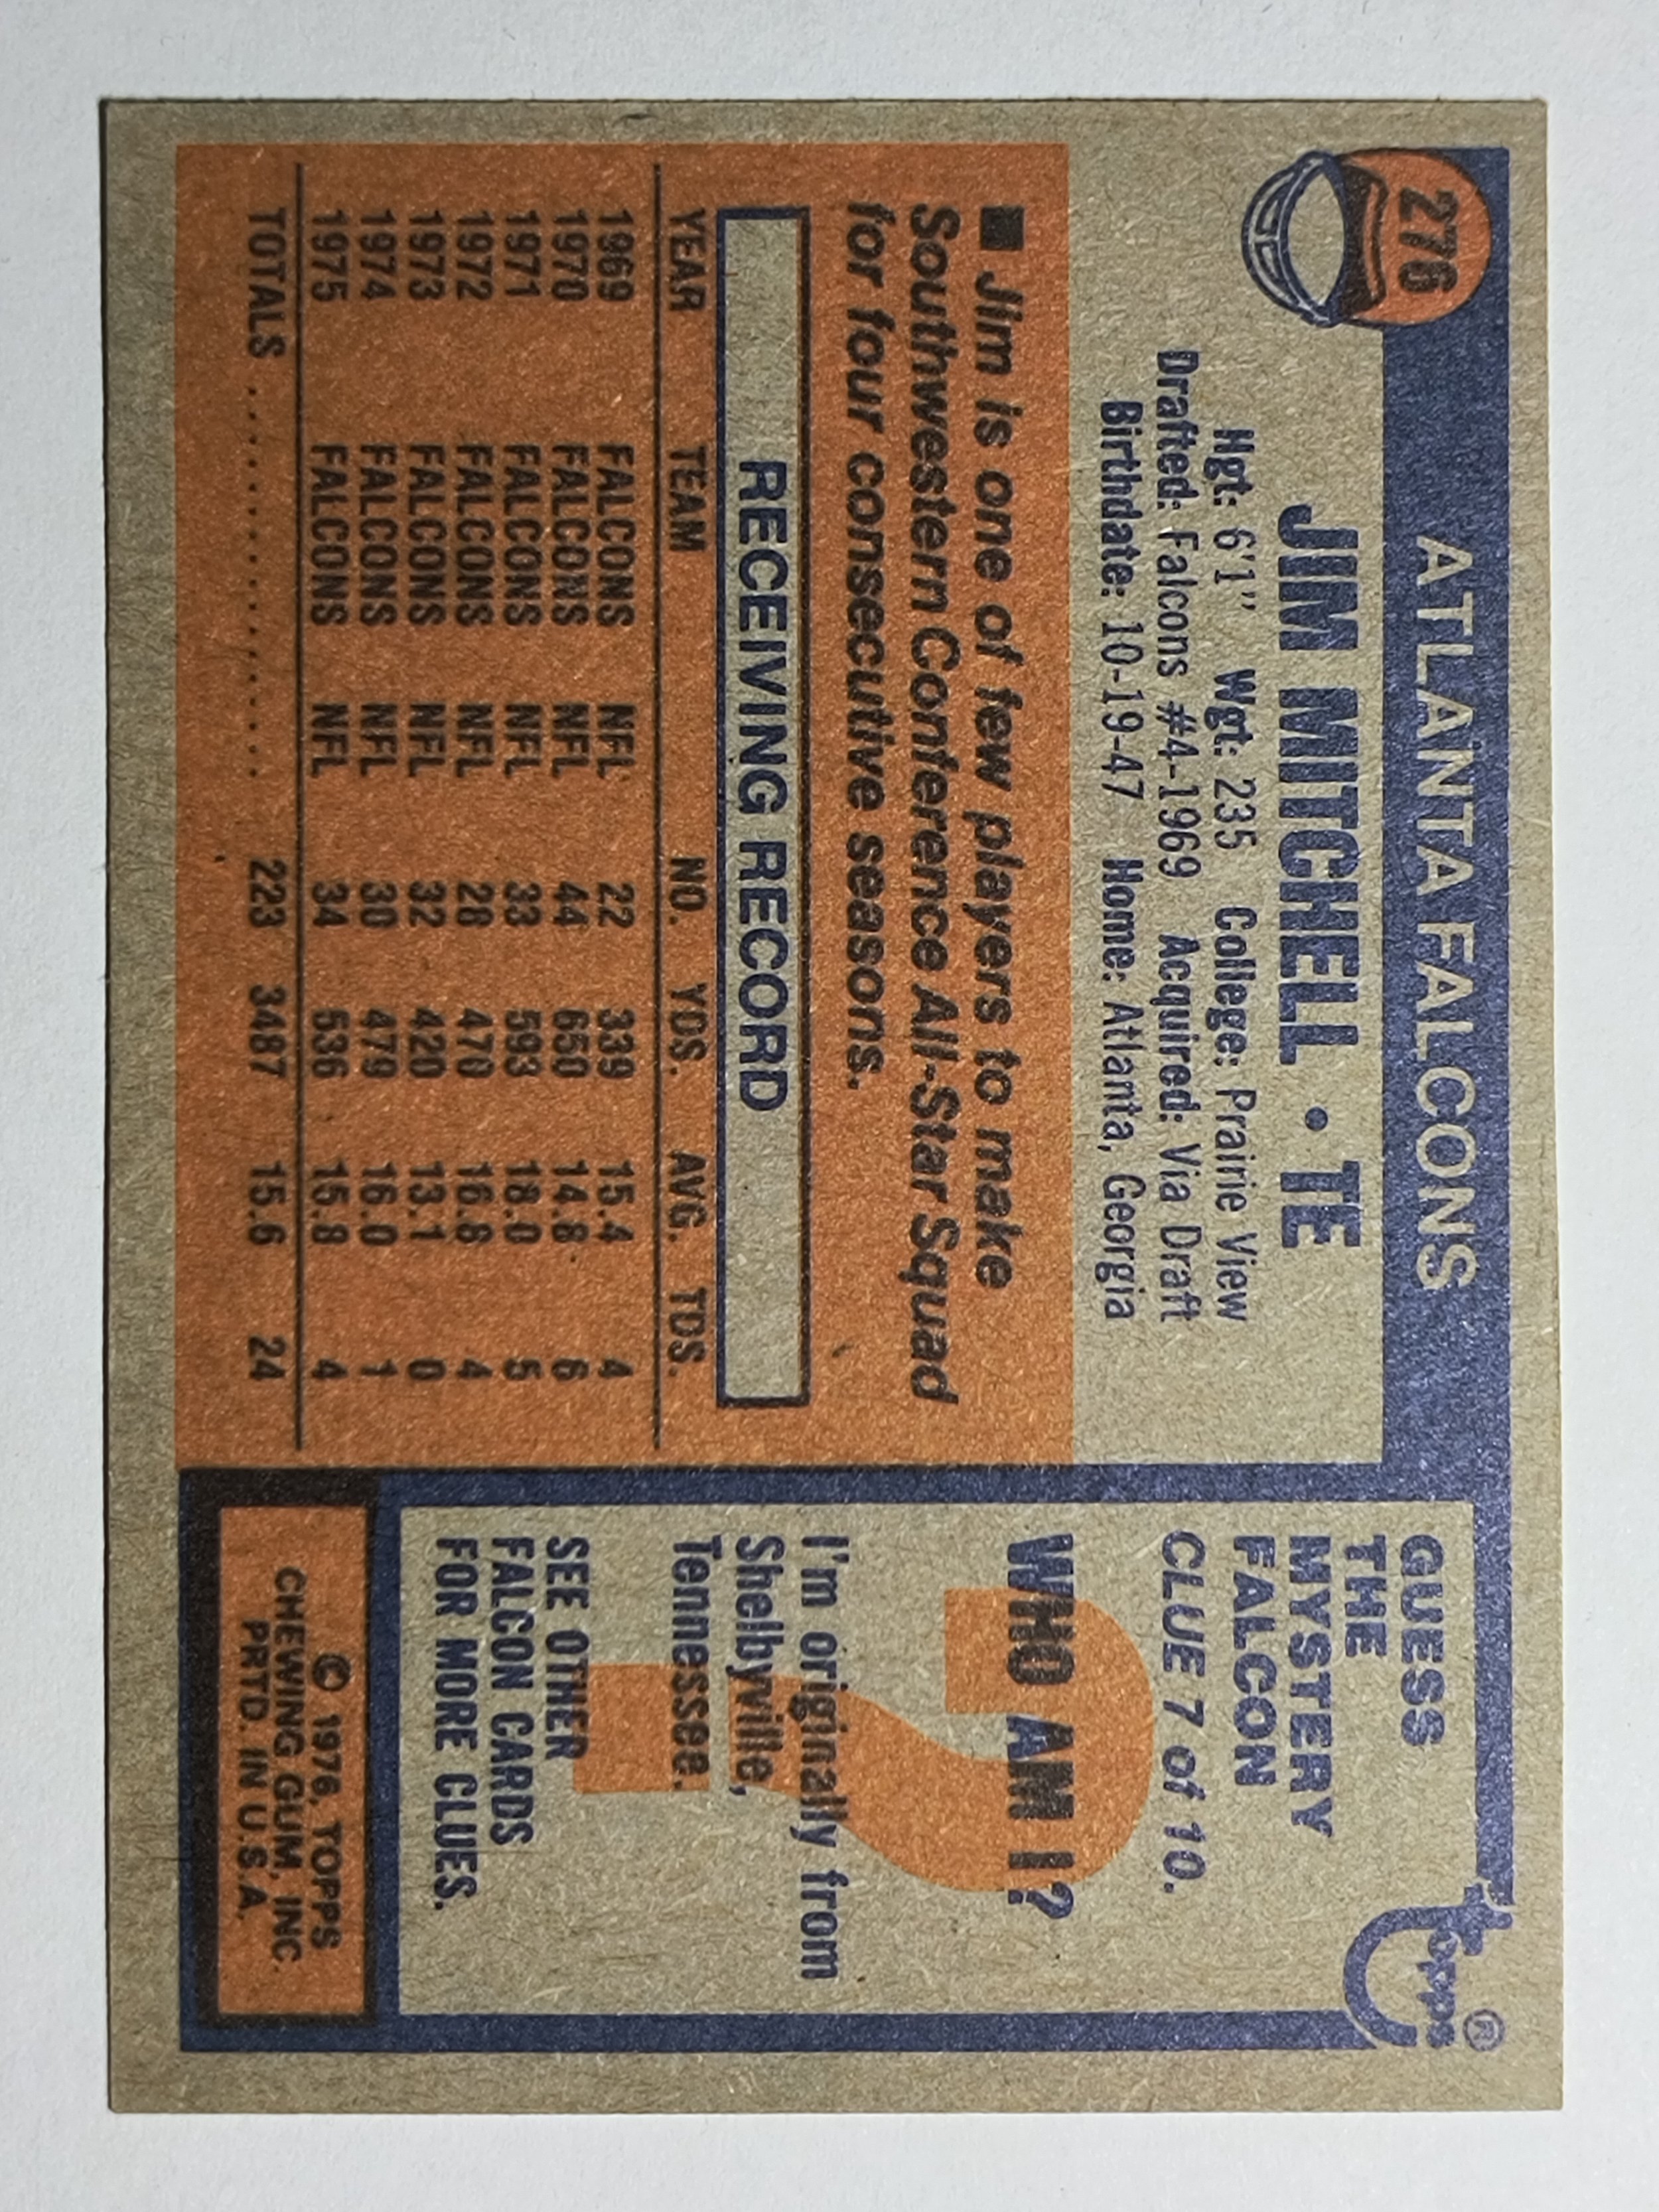 276
ATLANTA FALCONS
JIM MITCHELL • TE
Hgt: 6'1" Wgt: 235 College: Prairie View
Drafted: Falcons #4-1969 Acquired: Via Draft
Birthdate: 10-19-47 Home: Atlanta, Georgia
■ Jim is one of few players to make
Southwestern Conference All-Star Squad
for four consecutive seasons.
RECEIVING RECORD
YEAR TEAM NO. YDS. AVG. TDS.
1969 FALCONS NFL 22 339 15.4 4
1970 FALCONS NFL 44 650 14.8 6
1971 FALCONS NFL 33 593 18.0 5
1972 FALCONS NFL 28 470 16.8 4
1973 FALCONS NFL 32 420 13.1 0
1974 FALCONS NFL 30 479 16.0 1
1975 FALCONS NFL 34 536 15.8 4
TOTALS .................. 223 3487 15.6 24
topps ®
GUESS
THE
MYSTERY
FALCON
CLUE 7 of 10.
WHO AM I?
I'm originally from
Shelbyville,
Tennessee.
SEE OTHER
FALCON CARDS
FOR MORE CLUES.
© 1976, TOPPS
CHEWING GUM, INC.
PRTD. IN U.S.A.